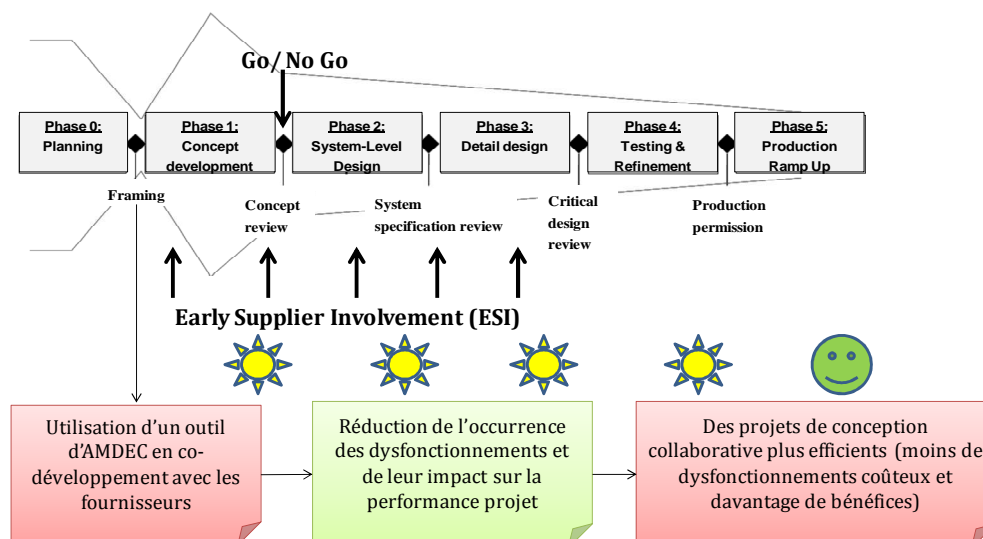 Go/ No Go
Phase 0:
Planning
Phase 1:
Concept
development
Phase 2:
System-Level
Design
Phase 3:
Detail design
Phase 4:
Testing &
Refinement
Phase 5:
Production
Ramp Up
Framing
Concept
review
System
specification review
Critical
design
review
Production
permission
Early Supplier Involvement (ESI)
Utilisation d’un outil
d’AMDEC en co-
développement avec les
fournisseurs
Réduction de l’occurrence
des dysfonctionnements et
de leur impact sur la
performance projet
Des projets de conception
collaborative plus efficients (moins de
dysfonctionnements coûteux et
davantage de bénéfices)